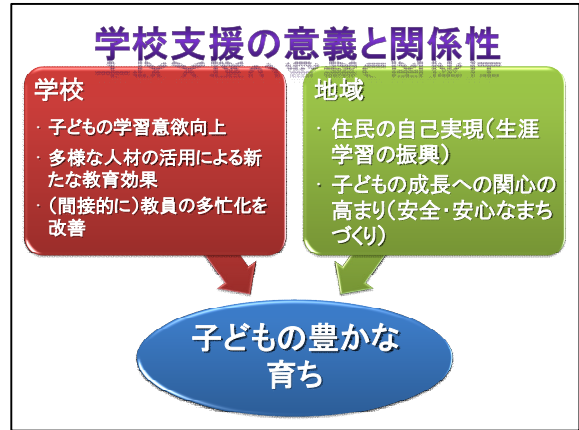 学校支援の意義と関係性
学校
· 子どもの学習意欲向上
· 多様な人材の活用による新
たな教育効果
· （間接的に）教員の多忙化を
改善
地域
· 住民の自己実現（生涯
学習の振興）
· 子どもの成長への関心の
高まり（安全・安心なまち
づくり）
子どもの豊かな
育ち